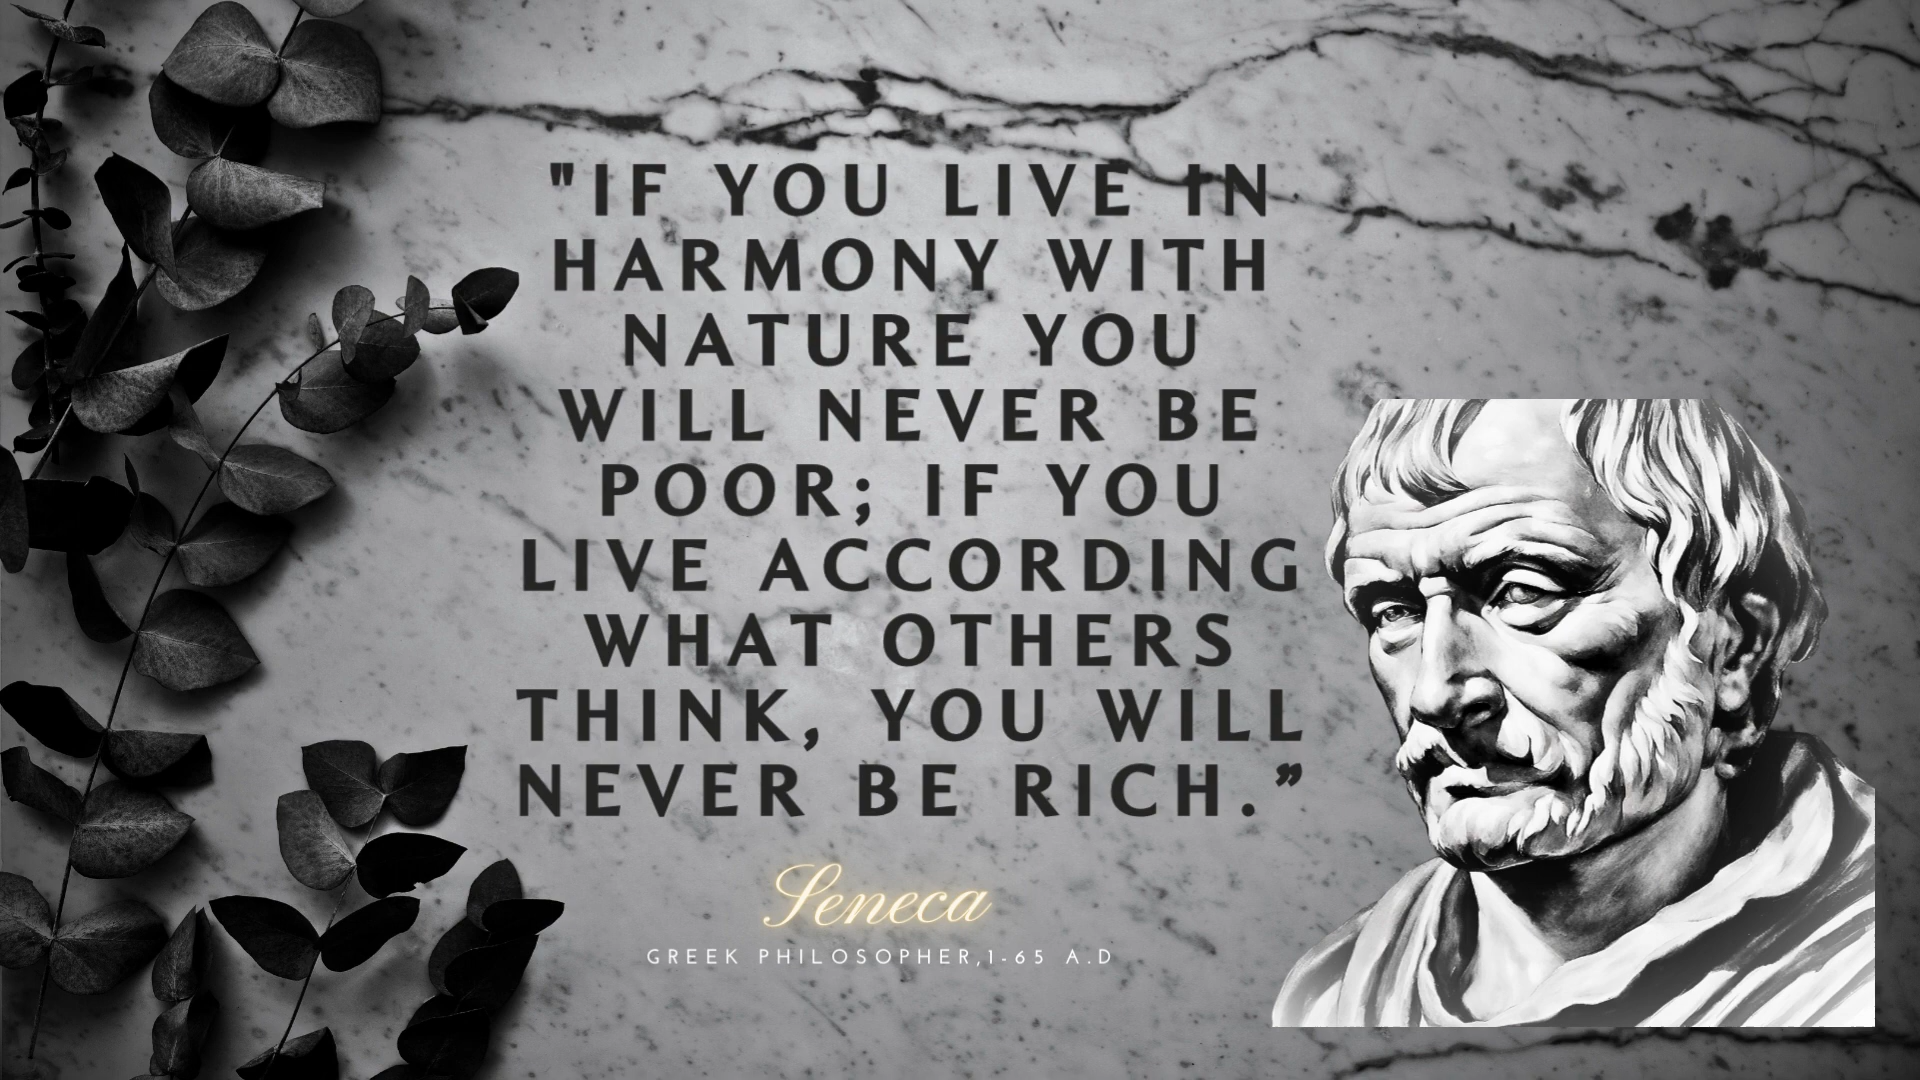 "IF YOU LIVE IN
HARMONY WITH
NATURE YOU
WILL NEVER BE
POOR; IF YOU
LIVE ACCORDING
WHAT OTHERS
THINK, YOU WILL
NEVER BE RICH.”
Seneca
GREEK PHILOSOPHER,1-65 A.D